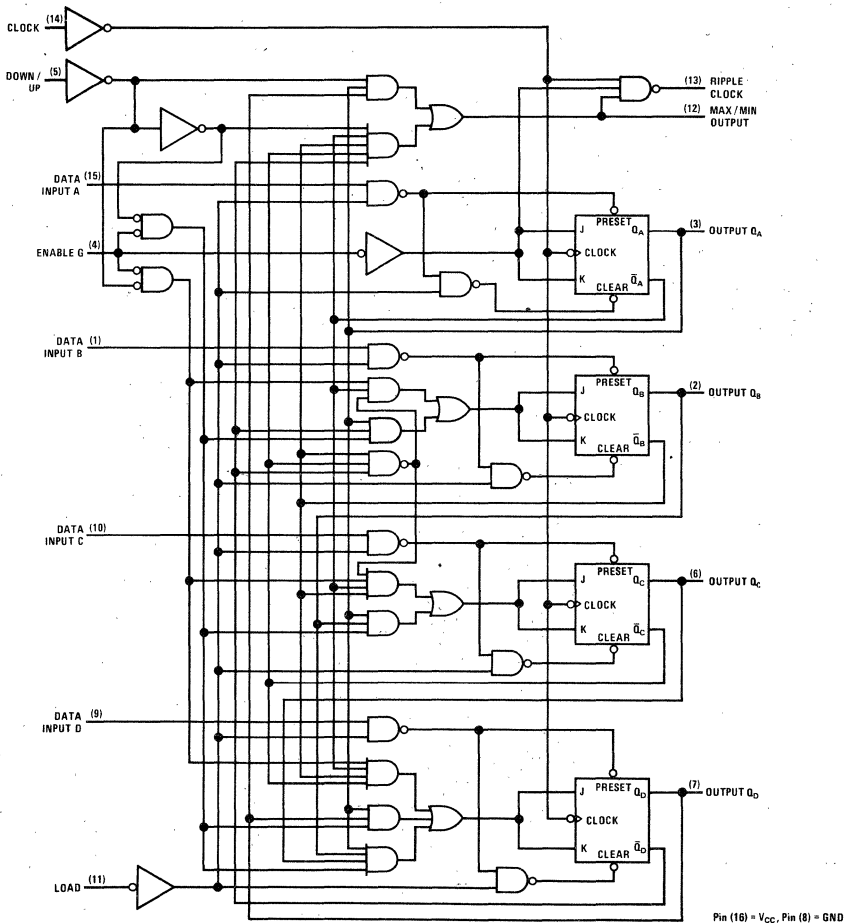 CLOCK (14)
DOWN/ (5)
UP
(13) RIPPLE
CLOCK
(12) MAX/MIN
OUTPUT
DATA (15)
INPUT A
PRESET
J QA
(3) OUTPUT QA
ENABLE G (4)
CLOCK
K Q̄A
CLEAR
DATA (1)
INPUT B
PRESET
J QB
(2) OUTPUT QB
CLOCK
K Q̄B
CLEAR
DATA (10)
INPUT C
PRESET
J QC
(6) OUTPUT QC
CLOCK
K Q̄C
CLEAR
DATA (9)
INPUT D
PRESET
J QD
(7) OUTPUT QD
CLOCK
K Q̄D
CLEAR
LOAD (11)
Pin (16) = VCC, Pin (8) = GND